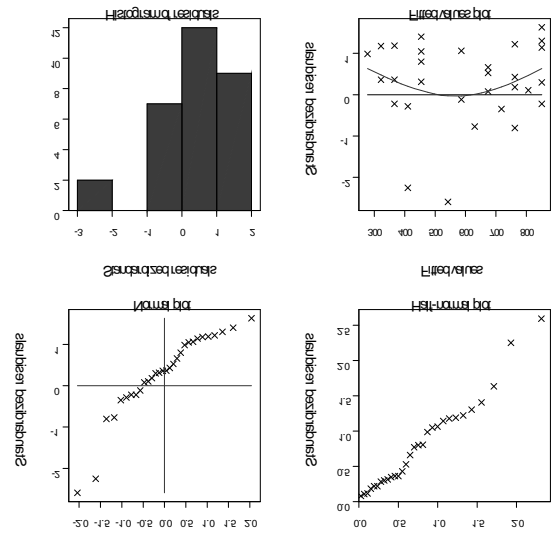 Histogram of residuals
12
10
8
6
4
2
0
-3 -2 -1 0 1 2
Standardized residuals
Fitted values plot
Standardized residuals
1
0
-1
-2
300 400 500 600 700 800
Fitted values
Normal plot
Standardized residuals
1
0
-1
-2
-2.0 -1.5 -1.0 -0.5 0.0 0.5 1.0 1.5 2.0
Half-normal plot
Standardized residuals
2.5
2.0
1.5
1.0
0.5
0.0
0.0 0.5 1.0 1.5 2.0